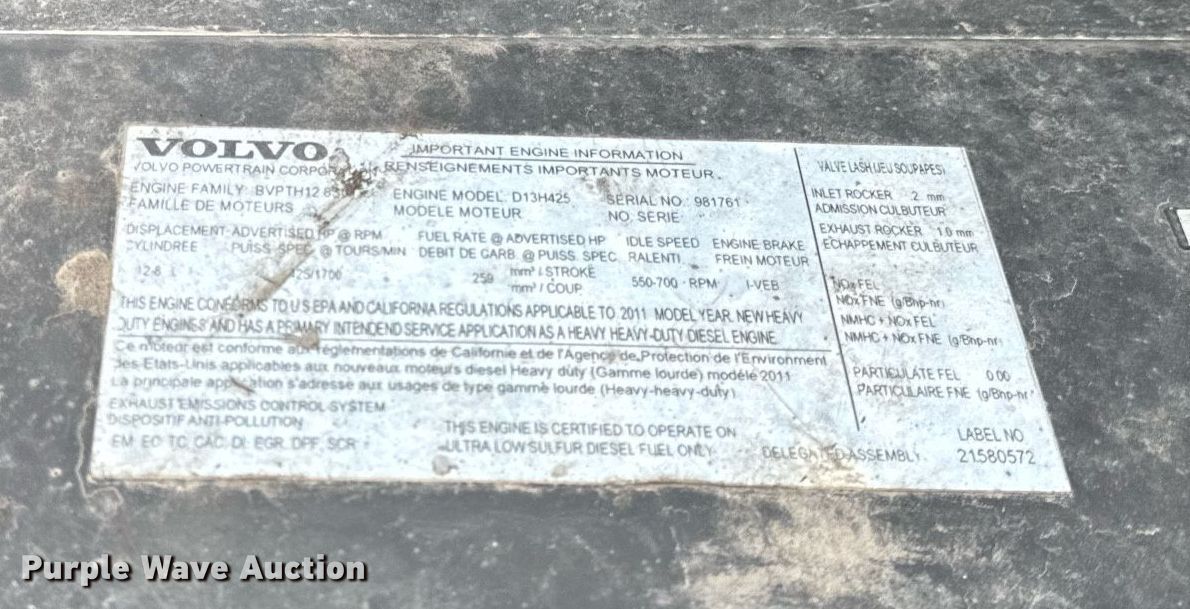 VOLVO
VOLVO POWERTRAIN
IMPORTANT ENGINE INFORMATION
RENSEIGNEMENTS IMPORTANTS MOTEUR
ENGINE FAMILY: BVPTH12.8
FAMILLE DE MOTEURS
ENGINE MODEL: D13H425
MODELE MOTEUR
SERIAL NO.: 981761
NO. SERIE
DISPLACEMENT
CYLINDREE
12.8
ADVERTISED HP @ RPM
PUISS. SPEC. @ TOURS/MIN
425/1700
FUEL RATE @ ADVERTISED HP
DEBIT DE CARB. @ PUISS. SPEC.
259 mm³ / STROKE
mm³ / COUP
IDLE SPEED
RALENTI
550-700 RPM
ENGINE BRAKE
FREIN MOTEUR
I-VEB
THIS ENGINE CONFORMS TO U S EPA AND CALIFORNIA REGULATIONS APPLICABLE TO 2011 MODEL YEAR NEW HEAVY
DUTY ENGINES AND HAS A PRIMARY INTENDEND SERVICE APPLICATION AS A HEAVY HEAVY-DUTY DIESEL ENGINE
Ce moteur est conforme aux réglementations de Californie et de l'Agence de Protection de l'Environment
des Etats-Unis applicables aux nouveaux moteurs diesel Heavy duty (Gamme lourde) modéle 2011
La principale application s'adresse aux usages de type gamme lourde (Heavy-heavy-duty)
EXHAUST EMISSIONS CONTROL SYSTEM
DISPOSITIF ANTI-POLLUTION
EM EC TC, CAC, DI, EGR, DPF, SCR
THIS ENGINE IS CERTIFIED TO OPERATE ON
ULTRA LOW SULFUR DIESEL FUEL ONLY
DELEGATED ASSEMBLY
VALVE LASH (JEU SOUPAPES)
INLET ROCKER .2 mm
ADMISSION CULBUTEUR
EXHAUST ROCKER 1.0 mm
ECHAPPEMENT CULBUTEUR
NOx FEL
NOx FNE (g/Bhp-hr)
NMHC + NOx FEL
NMHC + NOx FNE (g/Bhp-hr)
PARTICULATE FEL 0.00
PARTICULAIRE FNE (g/Bhp-hr)
LABEL NO
21580572
Purple Wave Auction